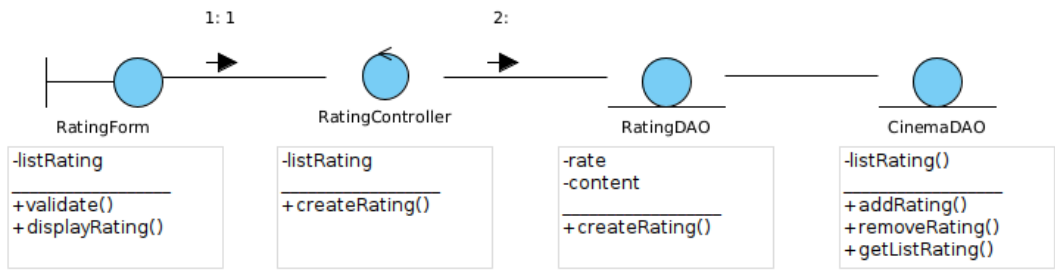 1: 1
2:
RatingForm
RatingController
RatingDAO
CinemaDAO
-listRating
+validate()
+displayRating()
-listRating
+createRating()
-rate
-content
+createRating()
-listRating()
+addRating()
+removeRating()
+getListRating()